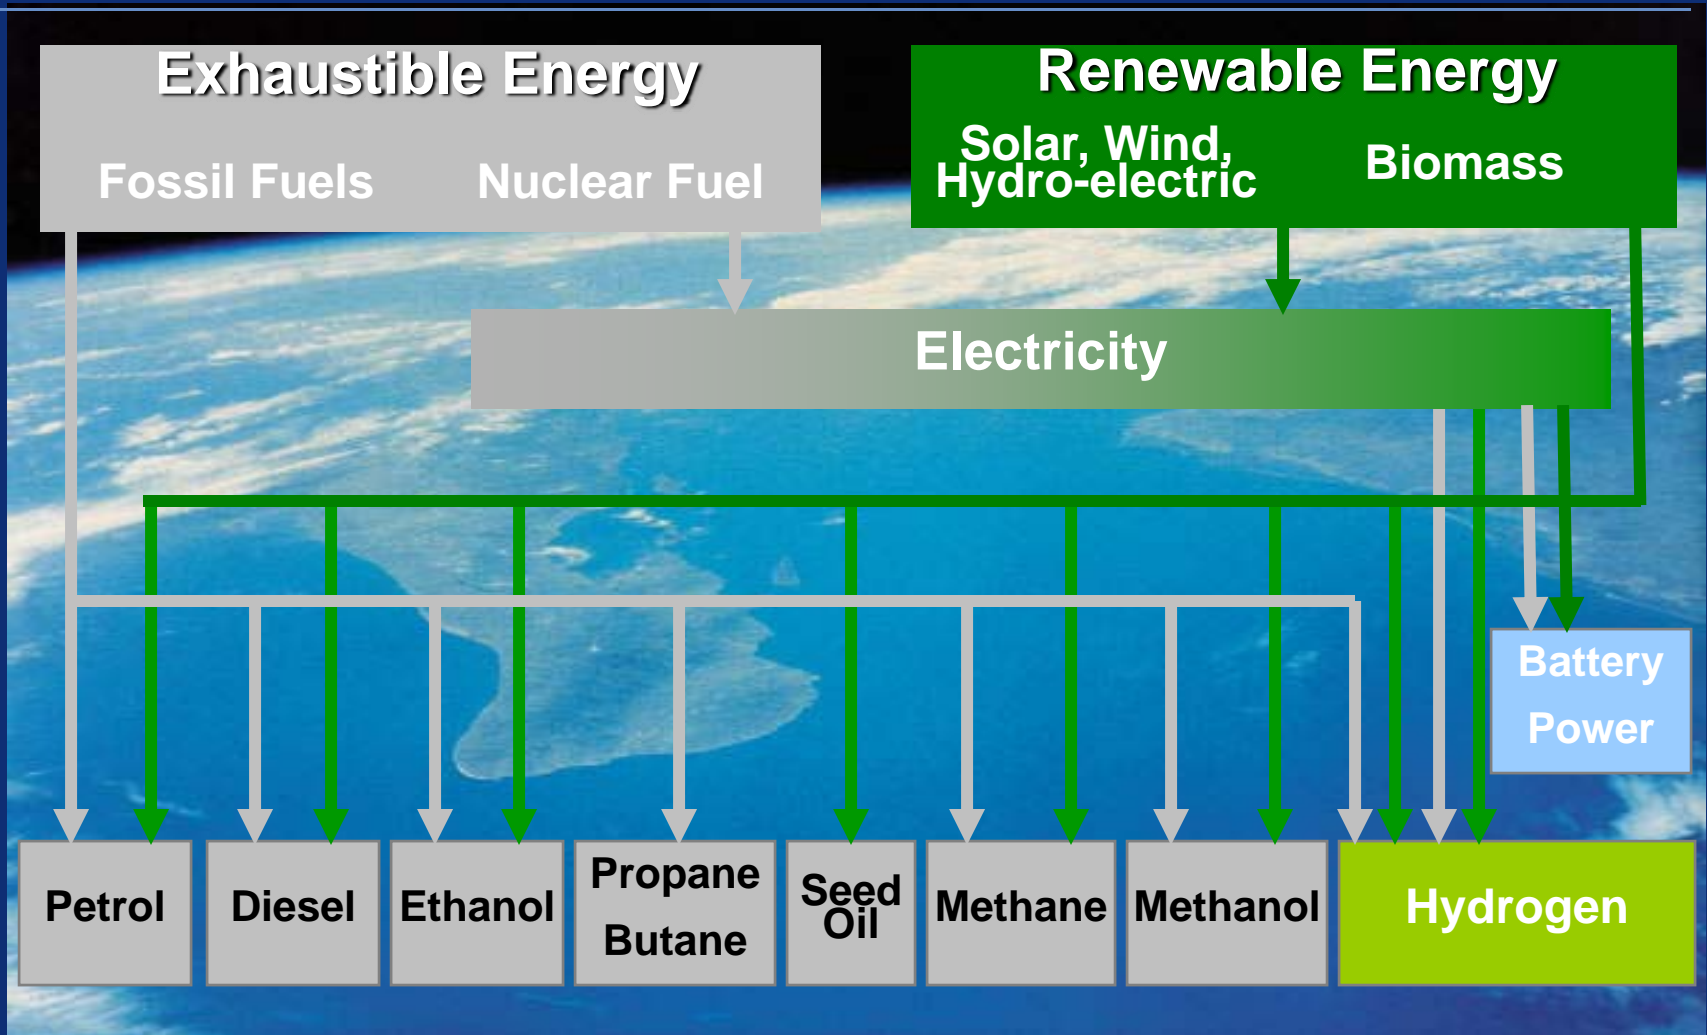 Exhaustible Energy
Fossil Fuels
Nuclear Fuel
Renewable Energy
Solar, Wind,
Hydro-electric
Biomass
Electricity
Battery
Power
Petrol
Diesel
Ethanol
Propane
Butane
Seed
Oil
Methane
Methanol
Hydrogen